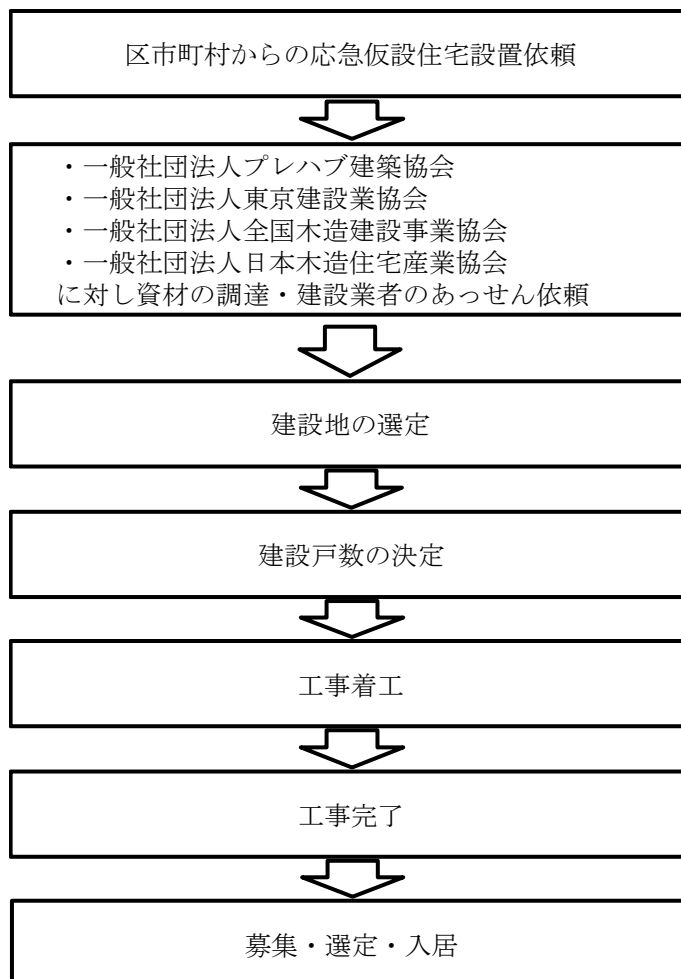 区市町村からの応急仮設住宅設置依頼
・一般社団法人プレハブ建築協会
・一般社団法人東京建設業協会
・一般社団法人全国木造建設事業協会
・一般社団法人日本木造住宅産業協会
に対し資材の調達・建設業者のあっせん依頼
建設地の選定
建設戸数の決定
工事着工
工事完了
募集・選定・入居